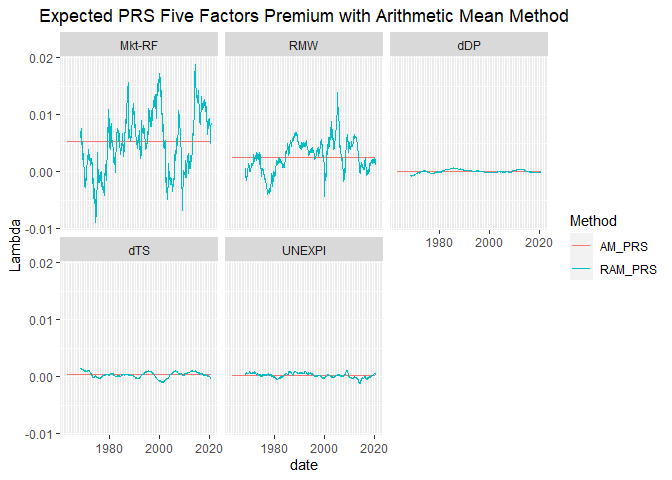 Expected PRS Five Factors Premium with Arithmetic Mean Method
Mkt-RF
RMW
dDP
0.02
0.01
0.00
-0.01
1980
2000
2020
dTS
UNEXPI
0.02
0.01
0.00
-0.01
1980
2000
2020
1980
2000
2020
Lambda
date
Method
AM_PRS
RAM_PRS